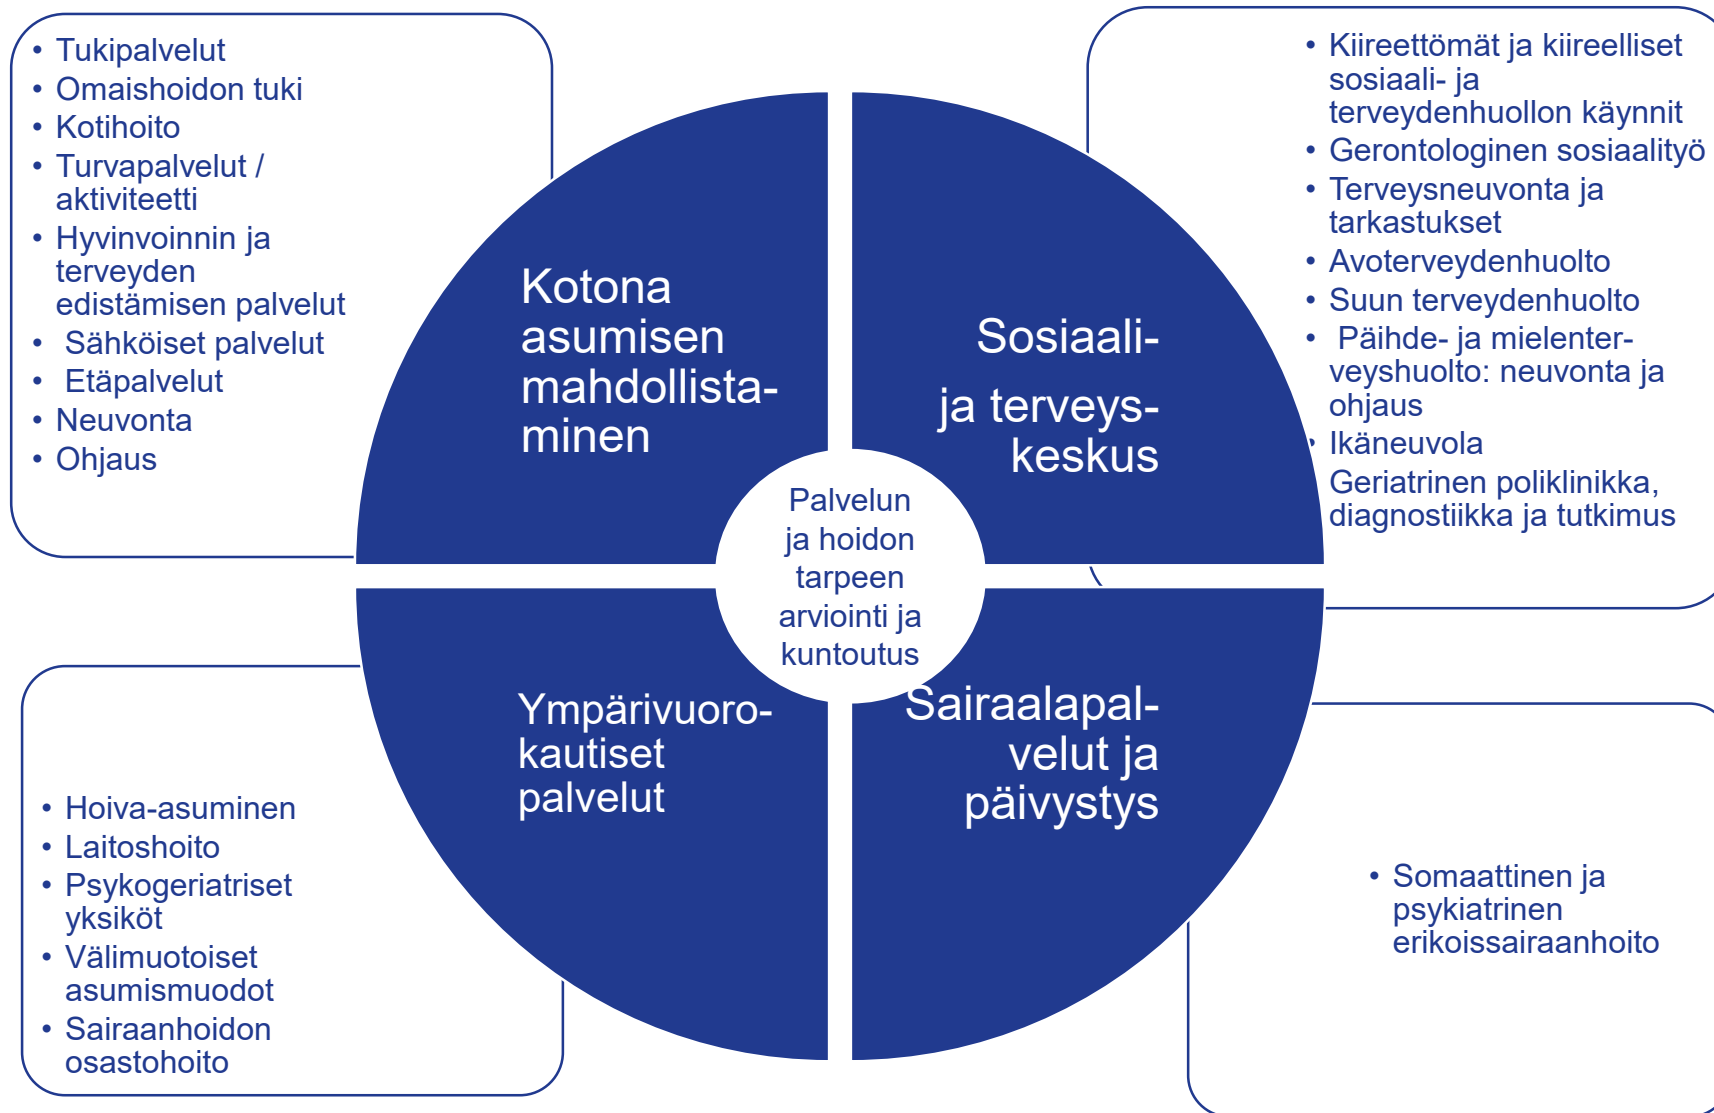 • Tukipalvelut
• Omaishoidon tuki
• Kotihoito
• Turvapalvelut /
aktiviteetti
• Hyvinvoinnin ja
terveyden
edistämisen palvelut
• Sähköiset palvelut
• Etäpalvelut
• Neuvonta
• Ohjaus
• Kiireettömät ja kiireelliset
sosiaali- ja
terveydenhuollon käynnit
• Gerontologinen sosiaalityö
• Terveysneuvonta ja
tarkastukset
• Avoterveydenhuolto
• Suun terveydenhuolto
• Päihde- ja mielenter-
veyshuolto: neuvonta ja
ohjaus
• Ikäneuvola
Geriatrinen poliklinikka,
diagnostiikka ja tutkimus
Kotona
asumisen
mahdollista-
minen
Sosiaali-
ja terveys-
keskus
Palvelun
ja hoidon
tarpeen
arviointi ja
kuntoutus
Ympärivuoro-
kautiset
palvelut
Sairaalapal-
velut ja
päivystys
• Hoiva-asuminen
• Laitoshoito
• Psykogeriatriset
yksiköt
• Välimuotoiset
asumismuodot
• Sairaanhoidon
osastohoito
• Somaattinen ja
psykiatrinen
erikoissairaanhoito